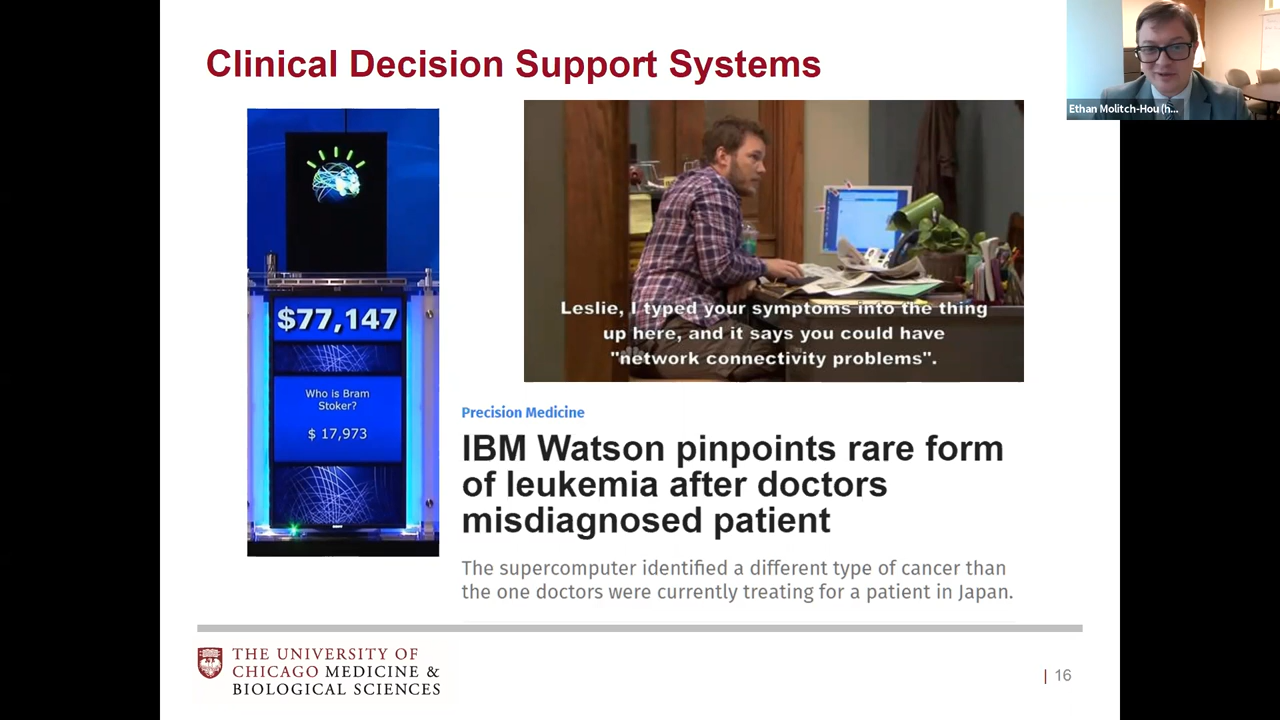 Clinical Decision Support Systems
Ethan Molitch-Hou (h...
$77,147
Who is Bram
Stoker?
$ 17,973
Leslie, I typed your symptoms into the thing
up here, and it says you could have
"network connectivity problems".
Precision Medicine
IBM Watson pinpoints rare form
of leukemia after doctors
misdiagnosed patient
The supercomputer identified a different type of cancer than
the one doctors were currently treating for a patient in Japan.
THE UNIVERSITY OF
CHICAGO MEDICINE &
BIOLOGICAL SCIENCES
| 16